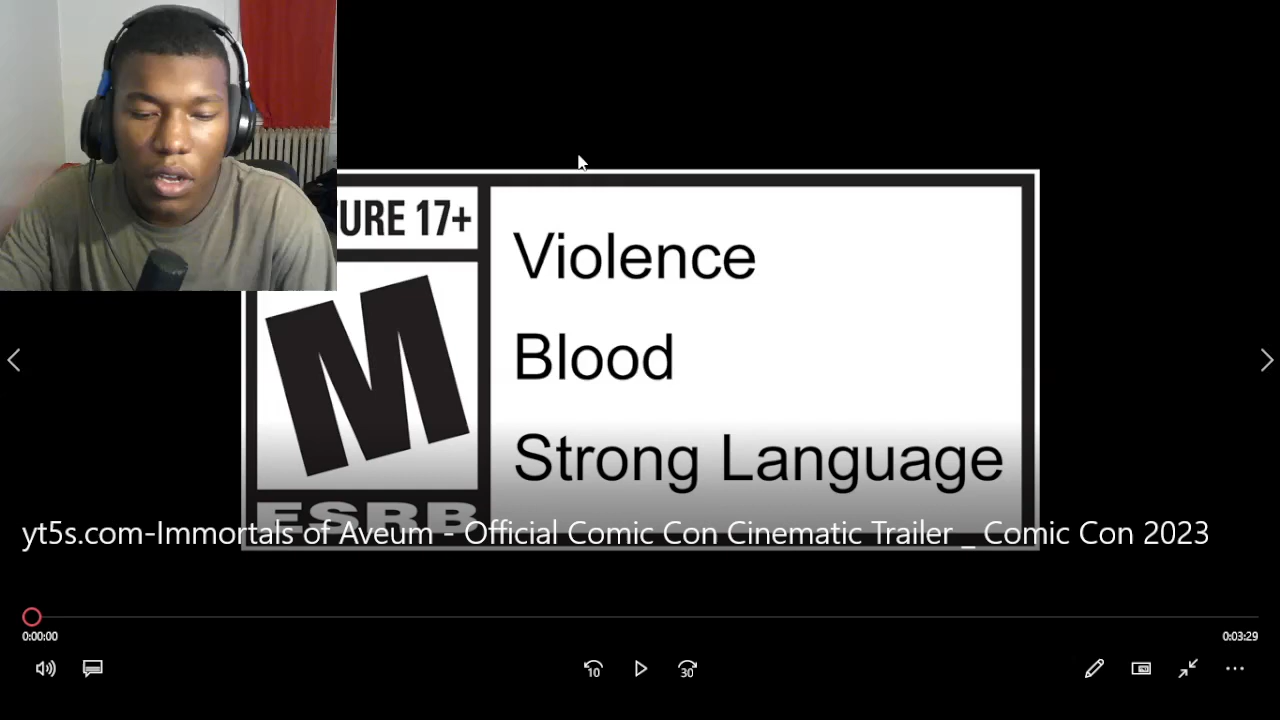 URE 17+
Violence
Blood
Strong Language
M
ESRB
yt5s.com-Immortals of Aveum - Official Comic Con Cinematic Trailer _ Comic Con 2023
0:00:00
0:03:29
10
30